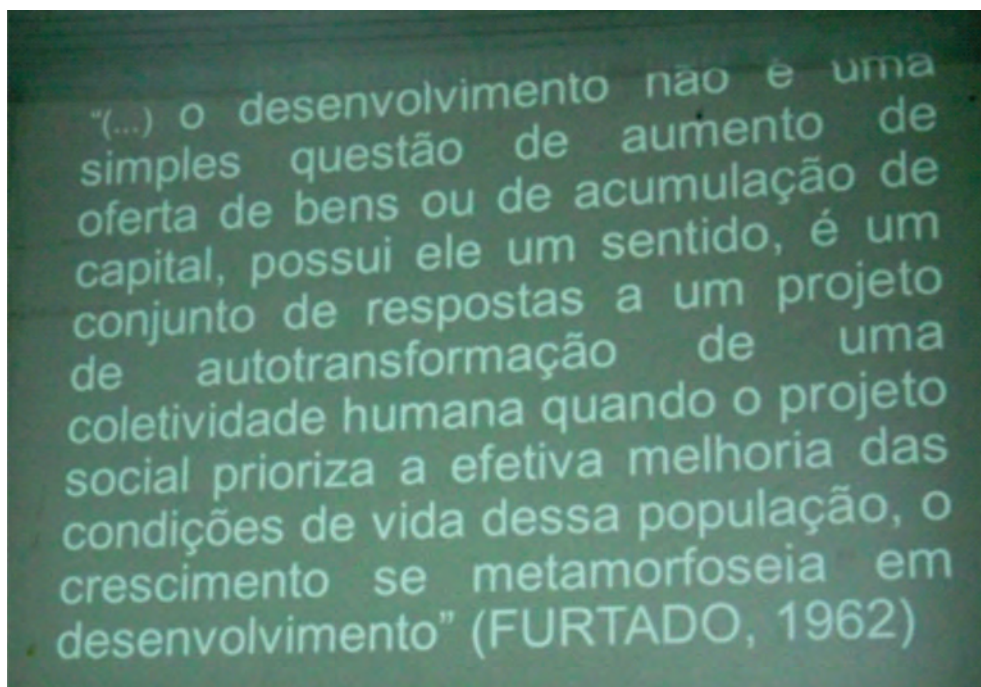 "(...) o desenvolvimento não é uma
simples questão de aumento de
oferta de bens ou de acumulação de
capital, possui ele um sentido, é um
conjunto de respostas a um projeto
de autotransformação de uma
coletividade humana quando o projeto
social prioriza a efetiva melhoria das
condições de vida dessa população, o
crescimento se metamorfoseia em
desenvolvimento" (FURTADO, 1962)